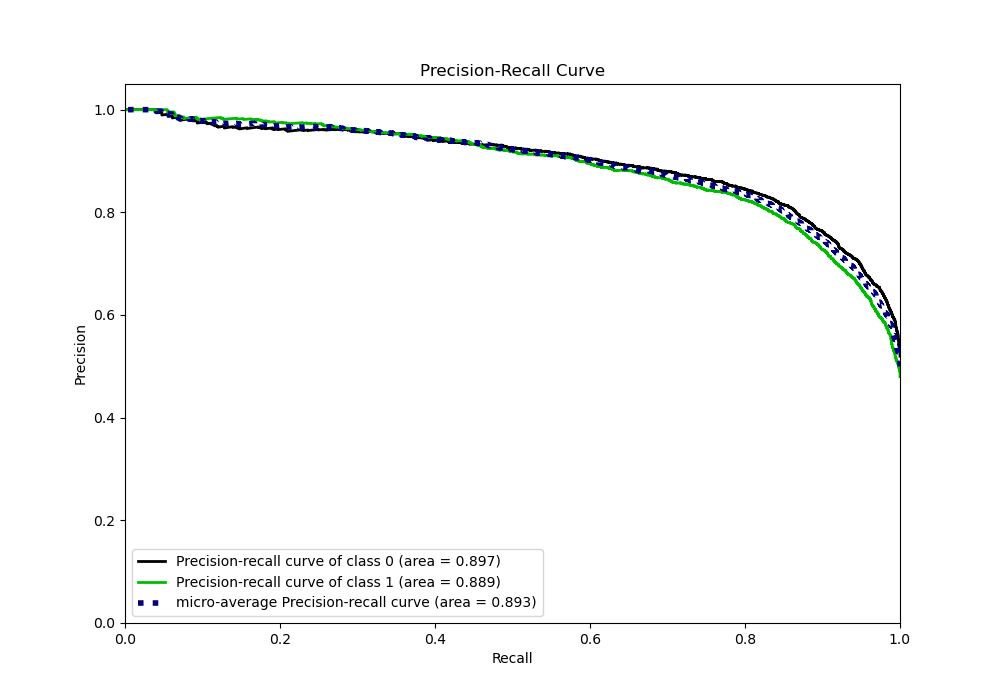 Precision-Recall Curve
1.0
0.8
0.6
0.4
0.2
0.0
Precision
Precision-recall curve of class 0 (area = 0.897)
Precision-recall curve of class 1 (area = 0.889)
micro-average Precision-recall curve (area = 0.893)
0.0 0.2 0.4 0.6 0.8 1.0
Recall